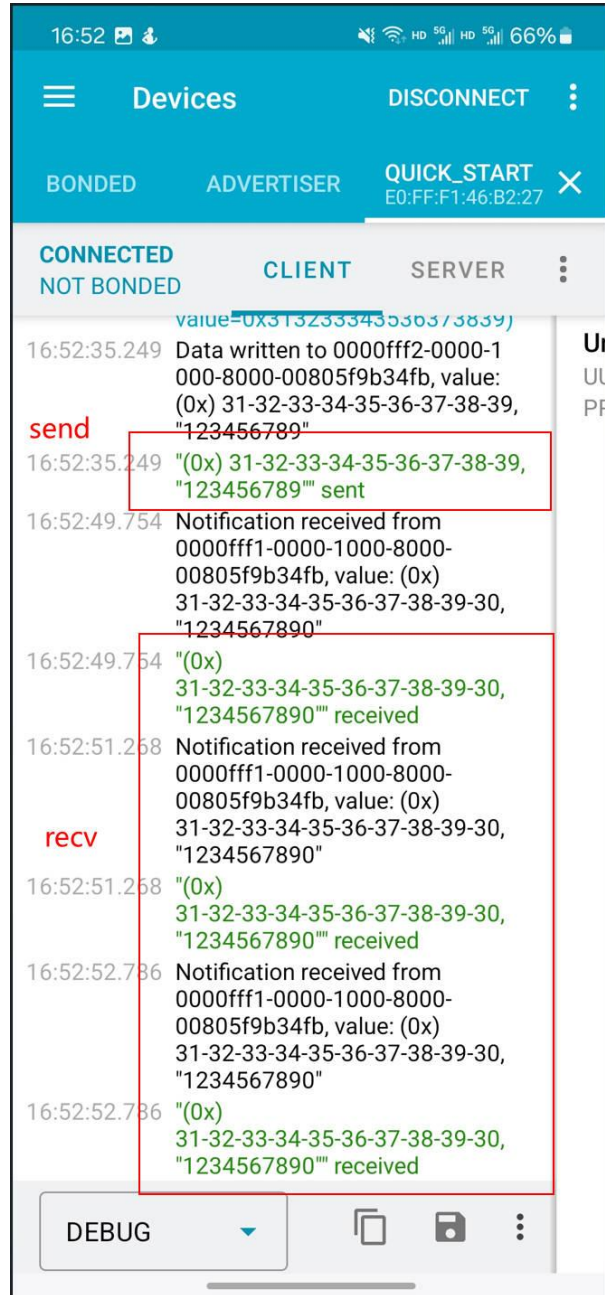 16:52 HD 5G HD 5G 66%
Devices DISCONNECT
BONDED ADVERTISER QUICK_START
E0:FF:F1:46:B2:27
CONNECTED
NOT BONDED CLIENT SERVER
value=0x313233343536373839)
16:52:35.249 Data written to 0000fff2-0000-1
000-8000-00805f9b34fb, value:
(0x) 31-32-33-34-35-36-37-38-39,
"123456789"
send
16:52:35.249 "(0x) 31-32-33-34-35-36-37-38-39,
"123456789"" sent
16:52:49.754 Notification received from
0000fff1-0000-1000-8000-
00805f9b34fb, value: (0x)
31-32-33-34-35-36-37-38-39-30,
"1234567890"
16:52:49.754 "(0x)
31-32-33-34-35-36-37-38-39-30,
"1234567890"" received
16:52:51.268 Notification received from
0000fff1-0000-1000-8000-
00805f9b34fb, value: (0x)
31-32-33-34-35-36-37-38-39-30,
recv
"1234567890"
16:52:51.268 "(0x)
31-32-33-34-35-36-37-38-39-30,
"1234567890"" received
16:52:52.786 Notification received from
0000fff1-0000-1000-8000-
00805f9b34fb, value: (0x)
31-32-33-34-35-36-37-38-39-30,
"1234567890"
16:52:52.786 "(0x)
31-32-33-34-35-36-37-38-39-30,
"1234567890"" received
DEBUG